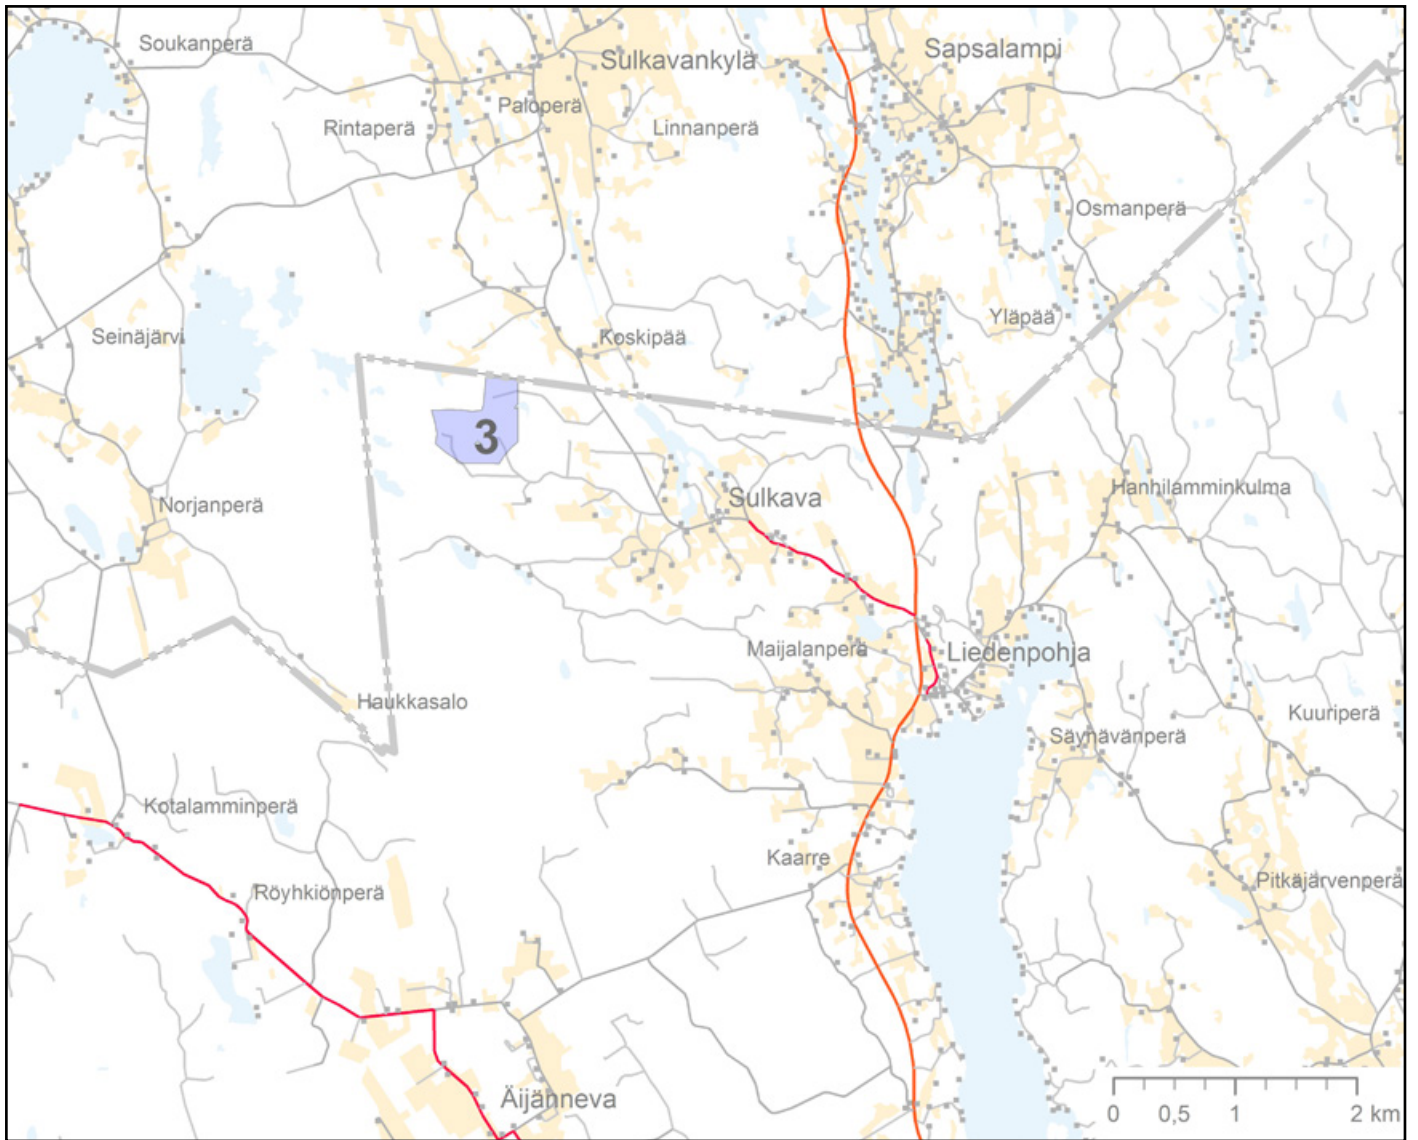 Soukanperä
Sulkavankylä
Sapsalampi
Paloperä
Rintaperä
Linnanperä
Osmanperä
Yläpää
Seinäjärvi
Koskipää
3
Hanhilamminkulma
Sulkava
Norjanperä
Maijalanperä
Liedenpohja
Haukkasalo
Kuuriperä
Säynävänperä
Kotalamminperä
Kaarre
Pitkäjärvenperä
Röyhkiönperä
Äijänneva
0 0,5 1 2 km